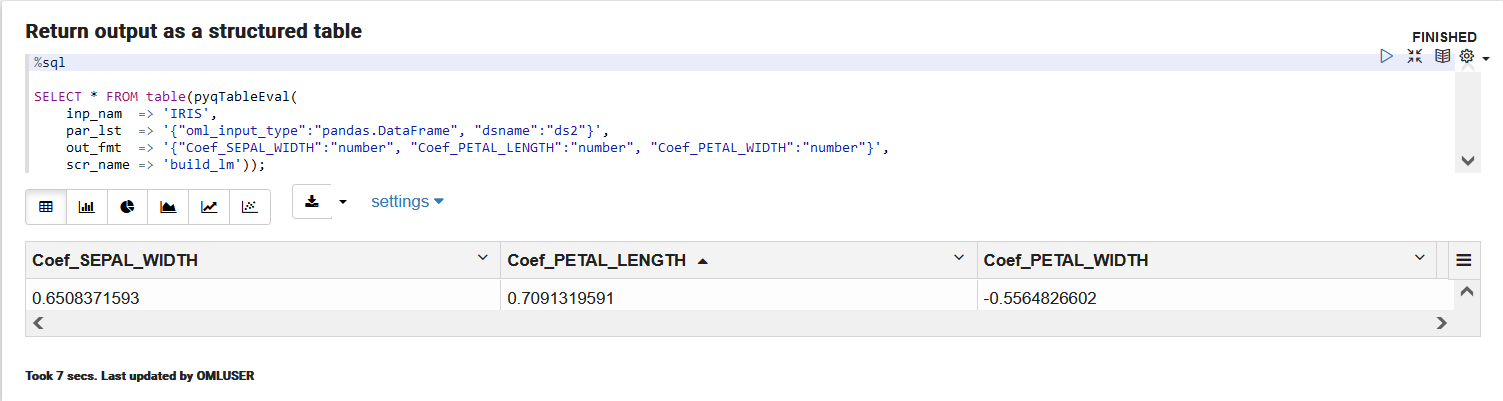 Return output as a structured table
FINISHED
%sql
SELECT * FROM table(pyqTableEval(
    inp_nam  => 'IRIS',
    par_lst  => '{"oml_input_type":"pandas.DataFrame", "dsname":"ds2"}',
    out_fmt  => '{"Coef_SEPAL_WIDTH":"number", "Coef_PETAL_LENGTH":"number", "Coef_PETAL_WIDTH":"number"}',
    scr_name => 'build_lm'));
settings
Coef_SEPAL_WIDTH Coef_PETAL_LENGTH Coef_PETAL_WIDTH
0.6508371593 0.7091319591 -0.5564826602
Took 7 secs. Last updated by OMLUSER